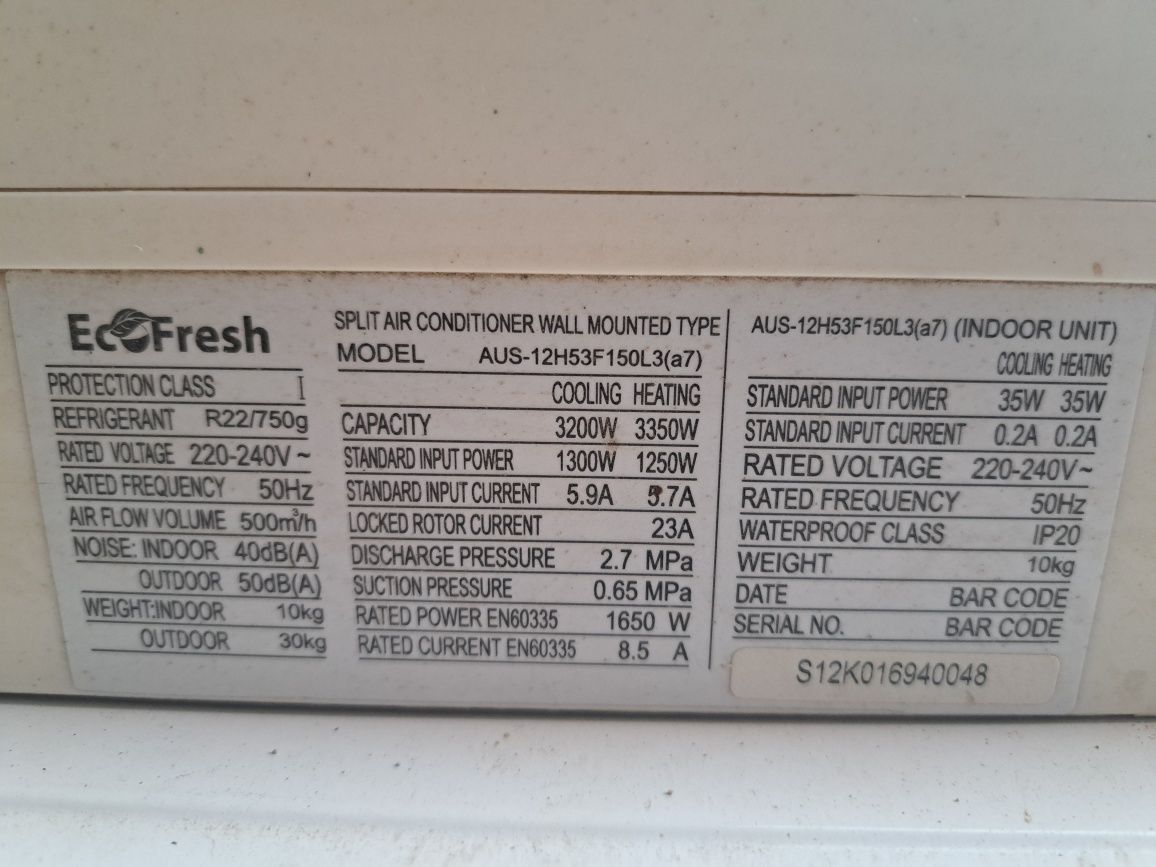 EcoFresh
PROTECTION CLASS I
REFRIGERANT R22/750g
RATED VOLTAGE 220-240V~
RATED FREQUENCY 50Hz
AIR FLOW VOLUME 500m³/h
NOISE: INDOOR 40dB(A)
OUTDOOR 50dB(A)
WEIGHT:INDOOR 10kg
OUTDOOR 30kg
SPLIT AIR CONDITIONER WALL MOUNTED TYPE
MODEL AUS-12H53F150L3(a7)
COOLING HEATING
CAPACITY 3200W 3350W
STANDARD INPUT POWER 1300W 1250W
STANDARD INPUT CURRENT 5.9A 5.7A
LOCKED ROTOR CURRENT 23A
DISCHARGE PRESSURE 2.7 MPa
SUCTION PRESSURE 0.65 MPa
RATED POWER EN60335 1650 W
RATED CURRENT EN60335 8.5 A
AUS-12H53F150L3(a7) (INDOOR UNIT)
COOLING HEATING
STANDARD INPUT POWER 35W 35W
STANDARD INPUT CURRENT 0.2A 0.2A
RATED VOLTAGE 220-240V~
RATED FREQUENCY 50Hz
WATERPROOF CLASS IP20
WEIGHT 10kg
DATE BAR CODE
SERIAL NO. BAR CODE
S12K016940048